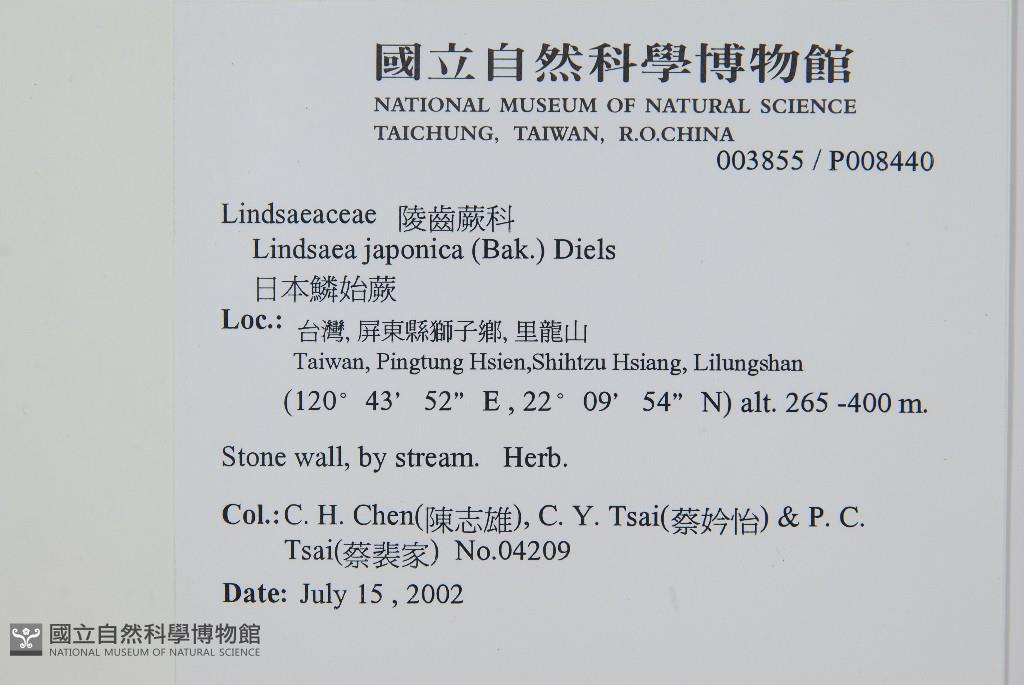 國立自然科學博物館
NATIONAL MUSEUM OF NATURAL SCIENCE
TAICHUNG, TAIWAN, R.O.CHINA
003855 / P008440
Lindsaeaceae 陵齒蕨科
Lindsaea japonica (Bak.) Diels
日本鱗始蕨
Loc.: 台灣, 屏東縣獅子鄉, 里龍山
Taiwan, Pingtung Hsien,Shihtzu Hsiang, Lilungshan
(120° 43’ 52” E , 22° 09’ 54” N) alt. 265 -400 m.
Stone wall, by stream. Herb.
Col.: C. H. Chen(陳志雄), C. Y. Tsai(蔡妗怡) & P. C.
Tsai(蔡裴家) No.04209
Date: July 15 , 2002
國立自然科學博物館
NATIONAL MUSEUM OF NATURAL SCIENCE